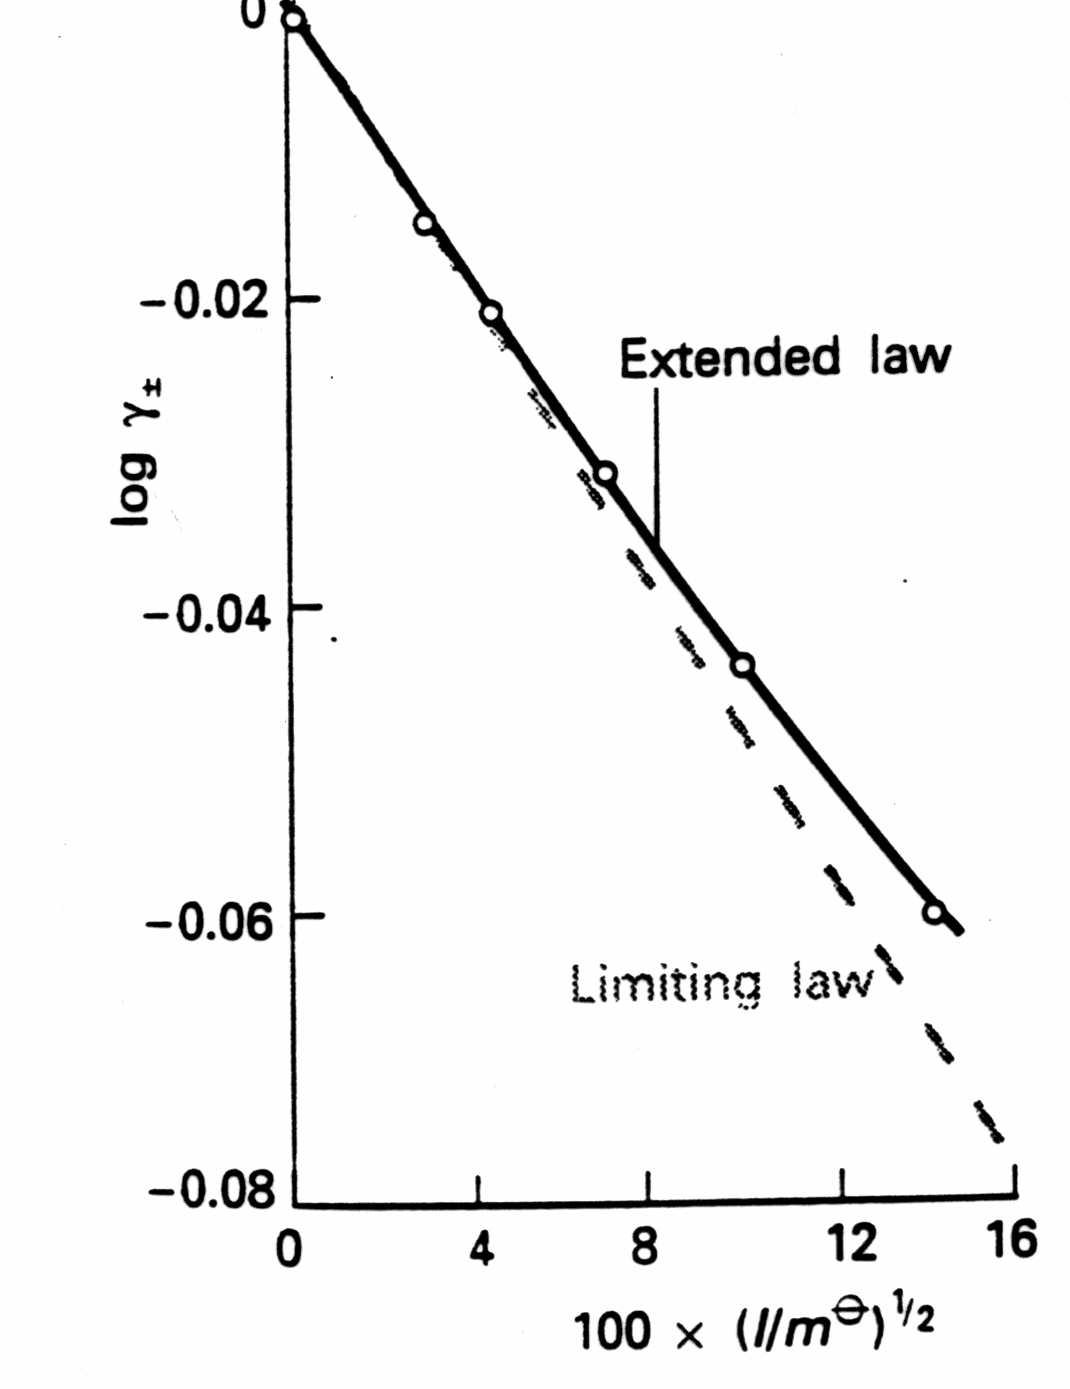 0
−0.02
Extended law
log γ±
−0.04
−0.06
Limiting law
−0.08
0 4 8 12 16
100 × (I/m⊖)¹/²